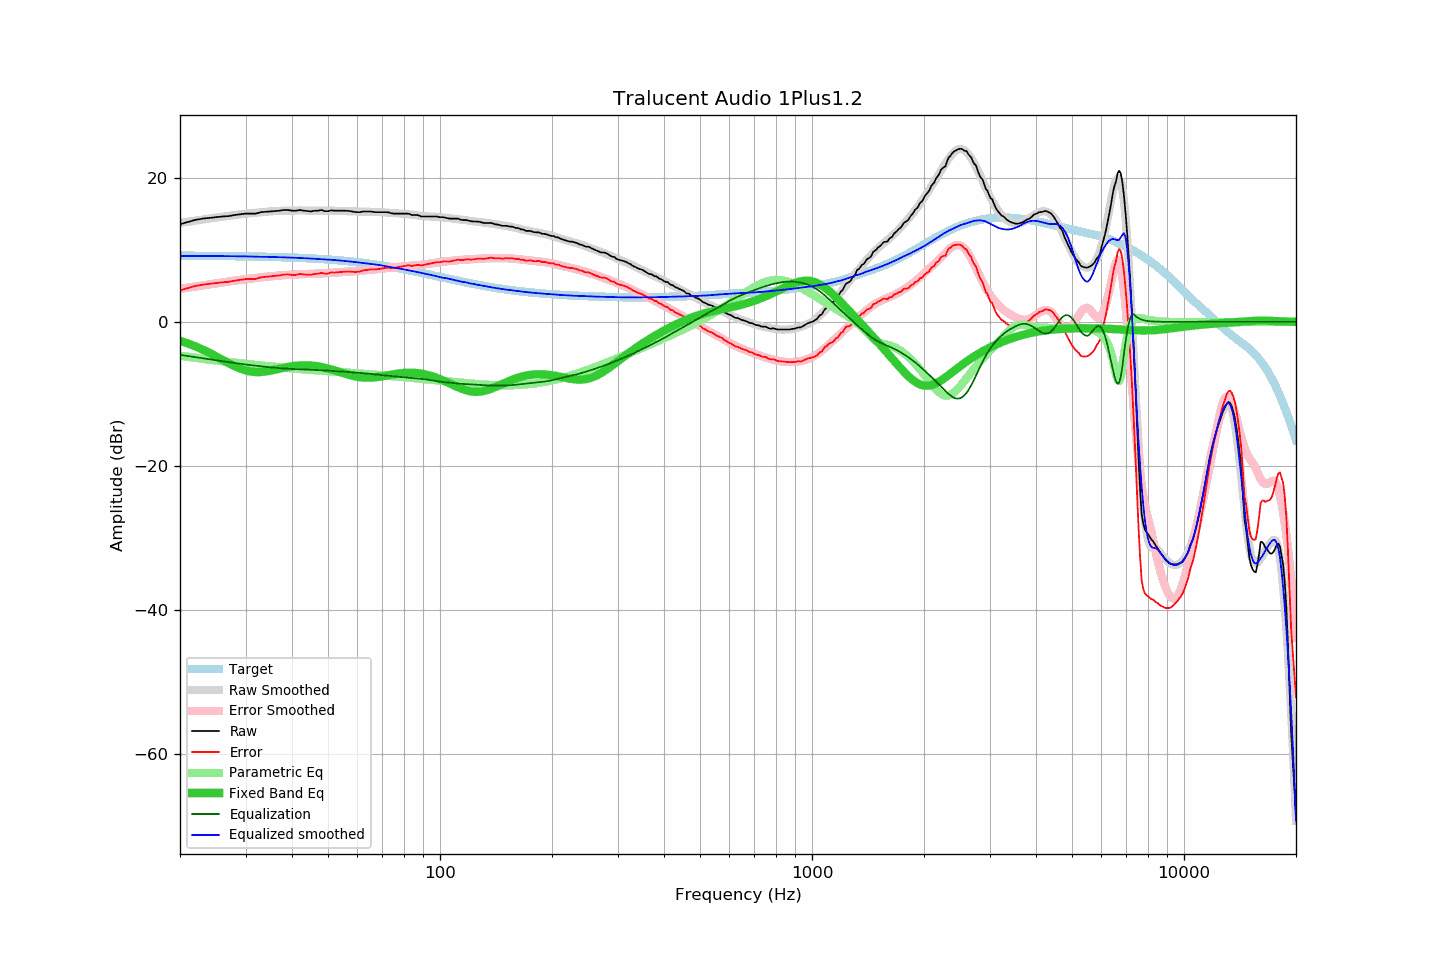 Tralucent Audio 1Plus1.2
20
0
−20
−40
−60
Amplitude (dBr)
Target
Raw Smoothed
Error Smoothed
Raw
Error
Parametric Eq
Fixed Band Eq
Equalization
Equalized smoothed
100
1000
10000
Frequency (Hz)